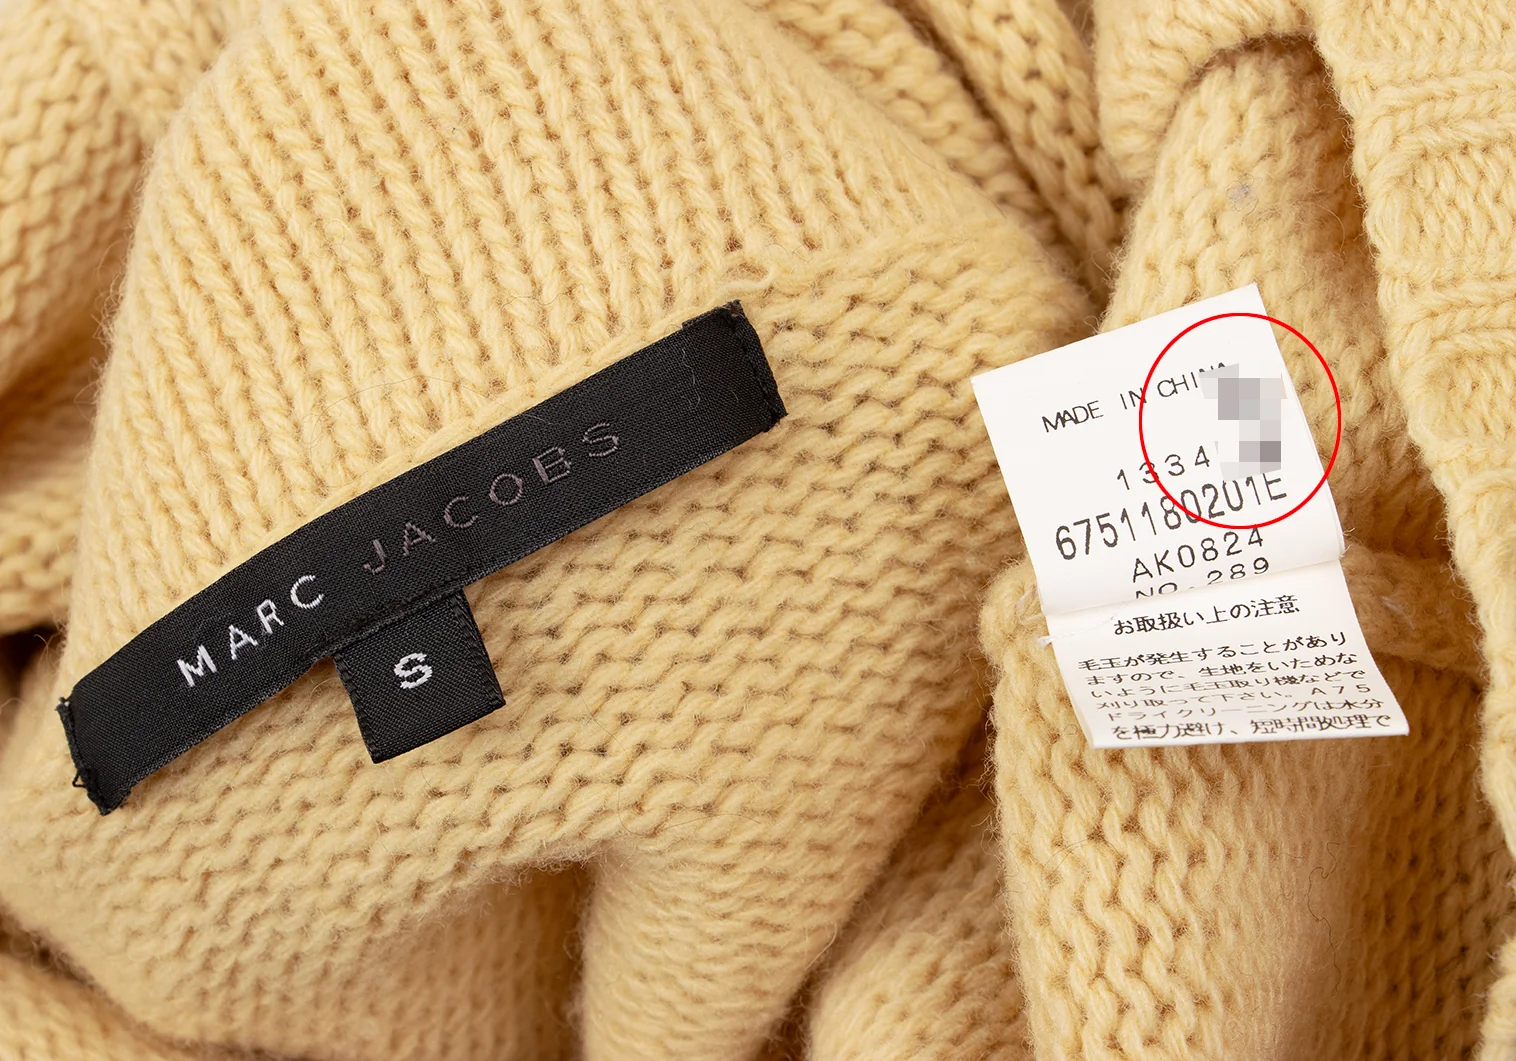 MARC JACOBS
S
MADE IN CHINA
1334
6751180201E
AK0824
NO-289
お取扱い上の注意
毛玉が発生することがあり
ますので、生地をいためな
いように毛玉取り機などで
刈り取って下さい。A75
ドライクリーニングは水分
を極力避け、短時間処理で